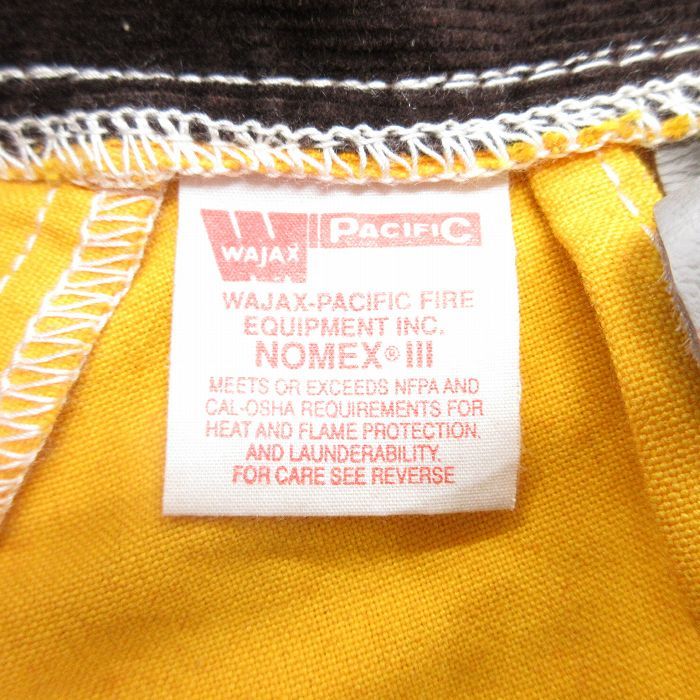 WAJAX PACIFIC
WAJAX-PACIFIC FIRE
EQUIPMENT INC.
NOMEX® III
MEETS OR EXCEEDS NFPA AND
CAL-OSHA REQUIREMENTS FOR
HEAT AND FLAME PROTECTION,
AND LAUNDERABILITY.
FOR CARE SEE REVERSE